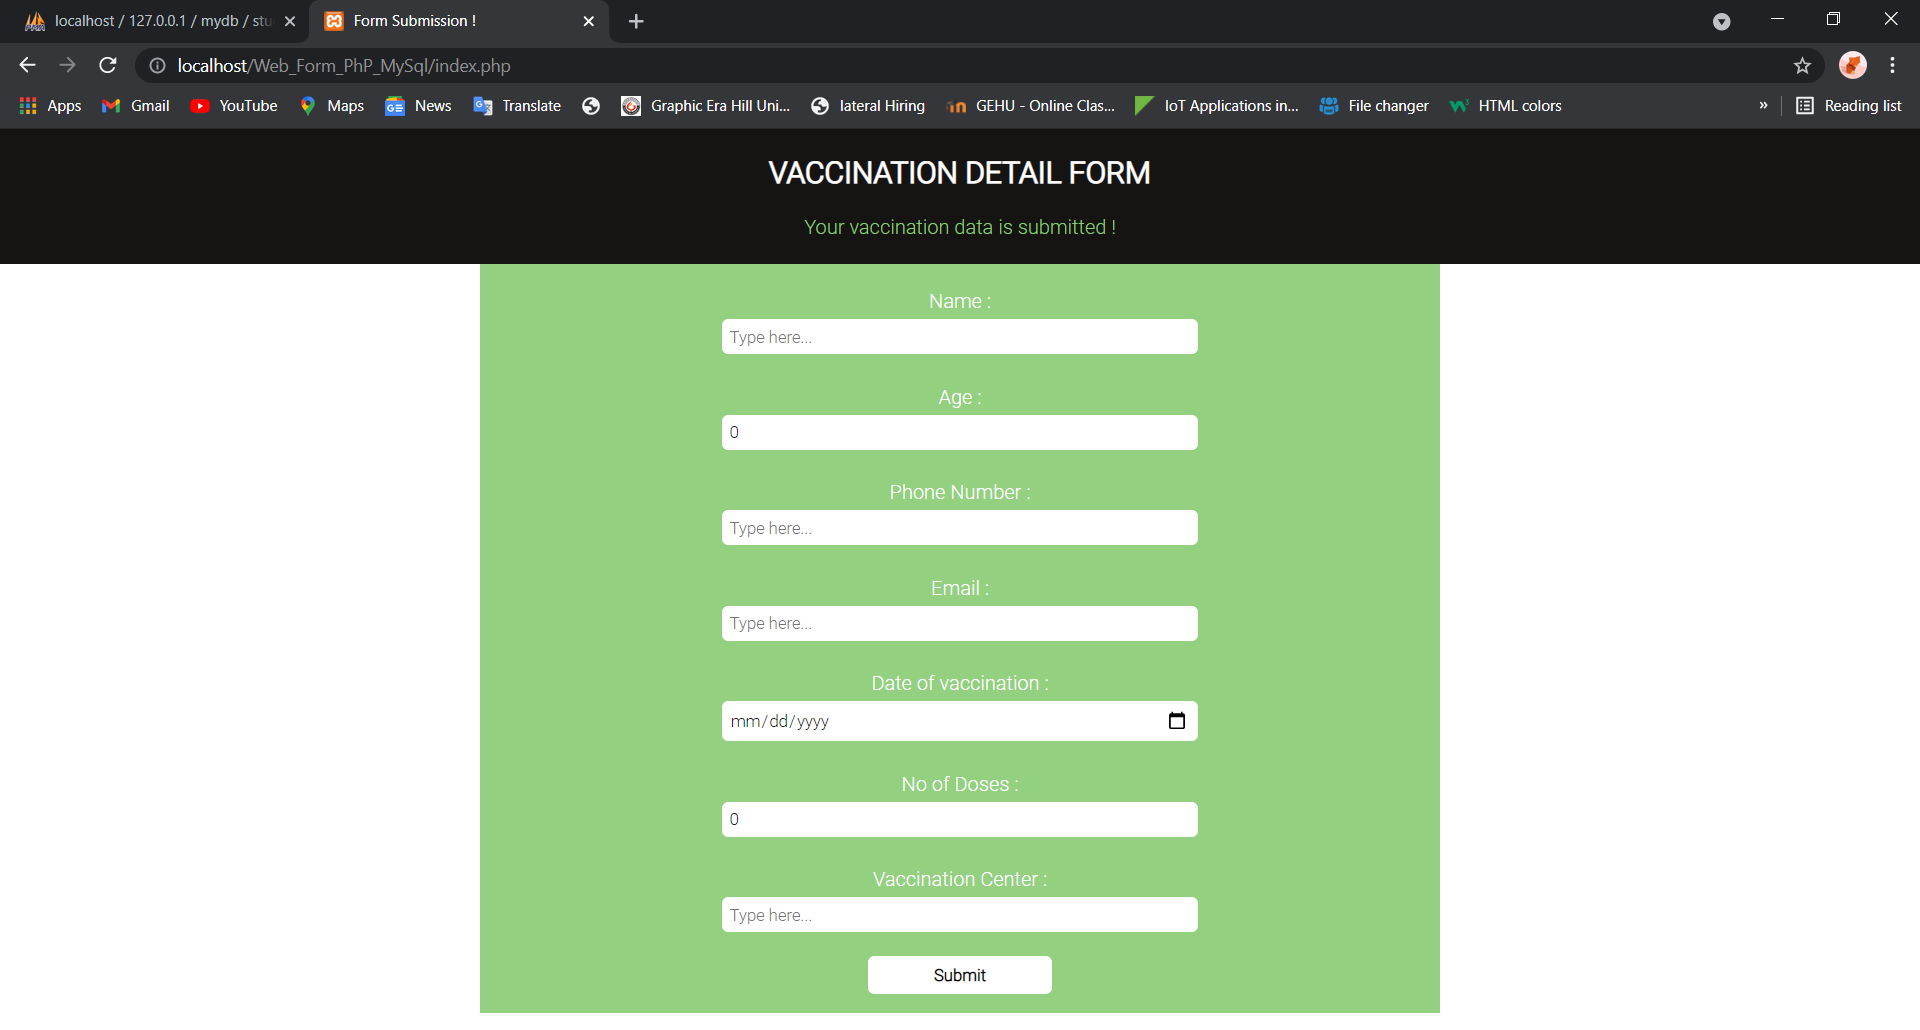 localhost / 127.0.0.1 / mydb / stu
Form Submission !
localhost/Web_Form_PhP_MySql/index.php
Apps Gmail YouTube Maps News Translate Graphic Era Hill Uni... lateral Hiring GEHU - Online Clas... IoT Applications in... File changer HTML colors » Reading list
VACCINATION DETAIL FORM
Your vaccination data is submitted !
Name :
Type here...
Age :
0
Phone Number :
Type here...
Email :
Type here...
Date of vaccination :
mm/dd/yyyy
No of Doses :
0
Vaccination Center :
Type here...
Submit